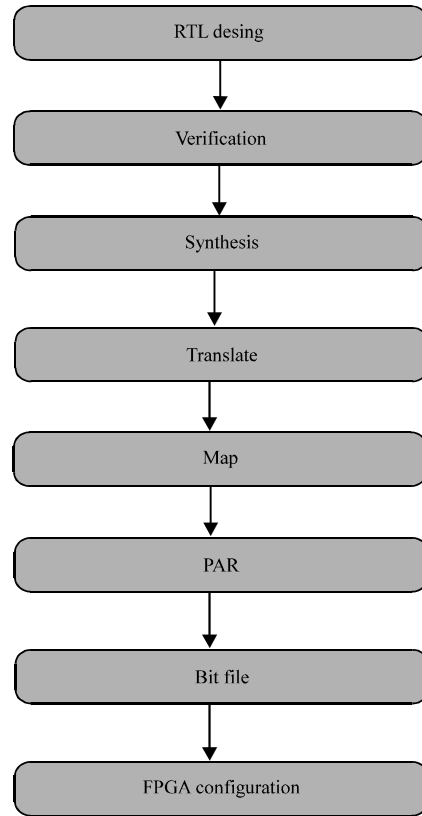 RTL desing
Verification
Synthesis
Translate
Map
PAR
Bit file
FPGA configuration